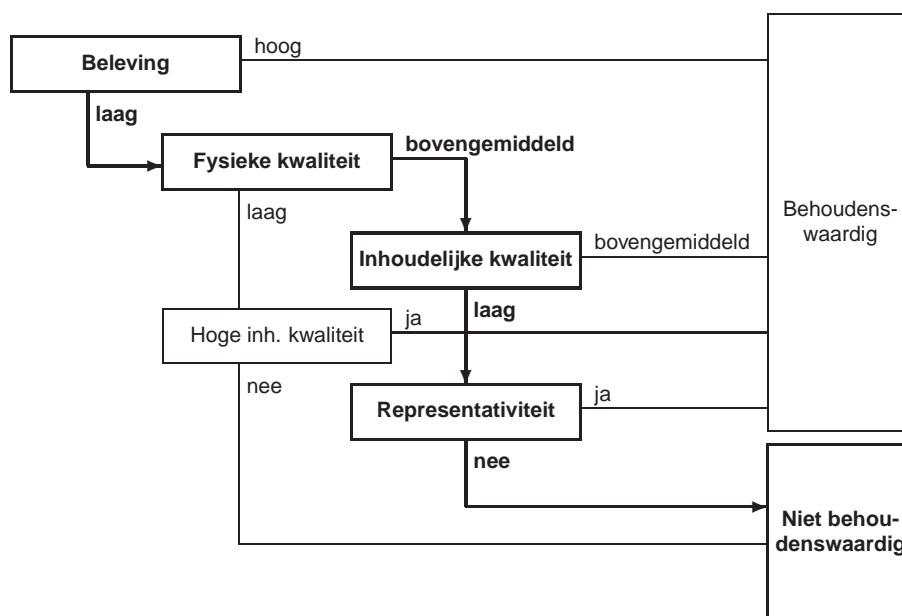 hoog
Beleving
laag
bovengemiddeld
Fysieke kwaliteit
laag
Behoudens-
waardig
bovengemiddeld
Inhoudelijke kwaliteit
laag
ja
Hoge inh. kwaliteit
nee
ja
Representativiteit
nee
Niet behou-
denswaardig